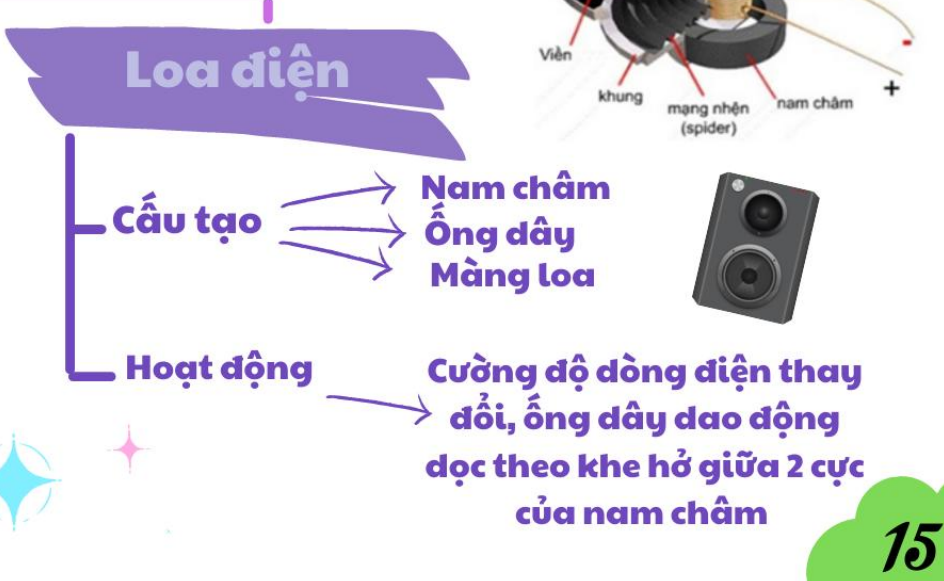 Loa điện
Viền
khung
mạng nhện
(spider)
nam châm
-
+
Cấu tạo
Nam châm
Ống dây
Màng loa
Hoạt động
Cường độ dòng điện thay
đổi, ống dây dao động
dọc theo khe hở giữa 2 cực
của nam châm
15